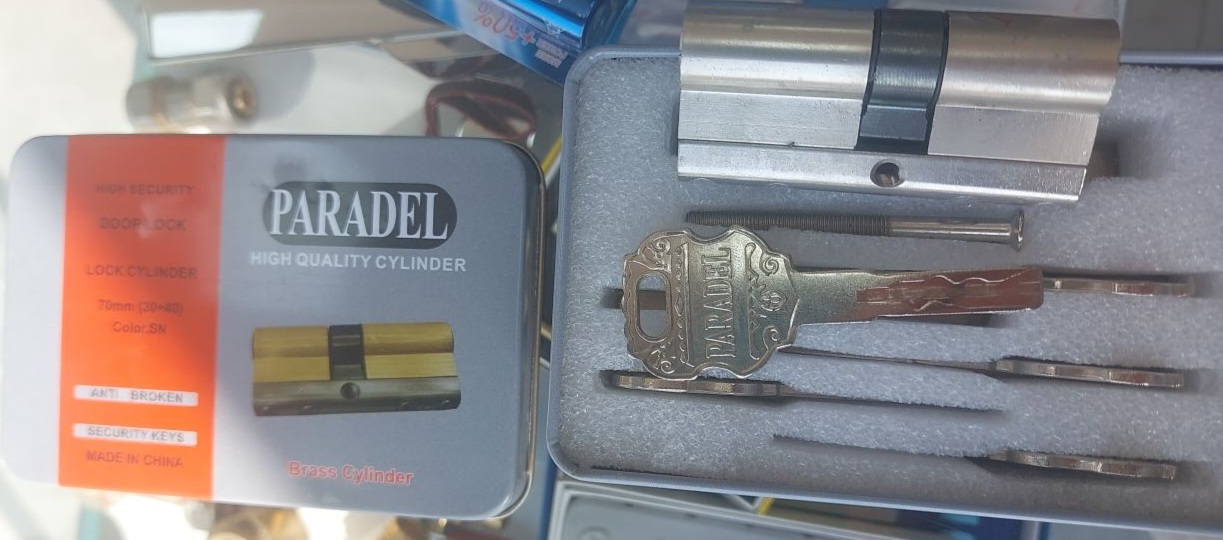 HIGH SECURITY
DOOR LOCK
LOCK CYLINDER
70mm (30+40)
Color,SN
ANTI BROKEN
SECURITY KEYS
MADE IN CHINA
PARADEL
HIGH QUALITY CYLINDER
Brass Cylinder
+50%
PARADEL